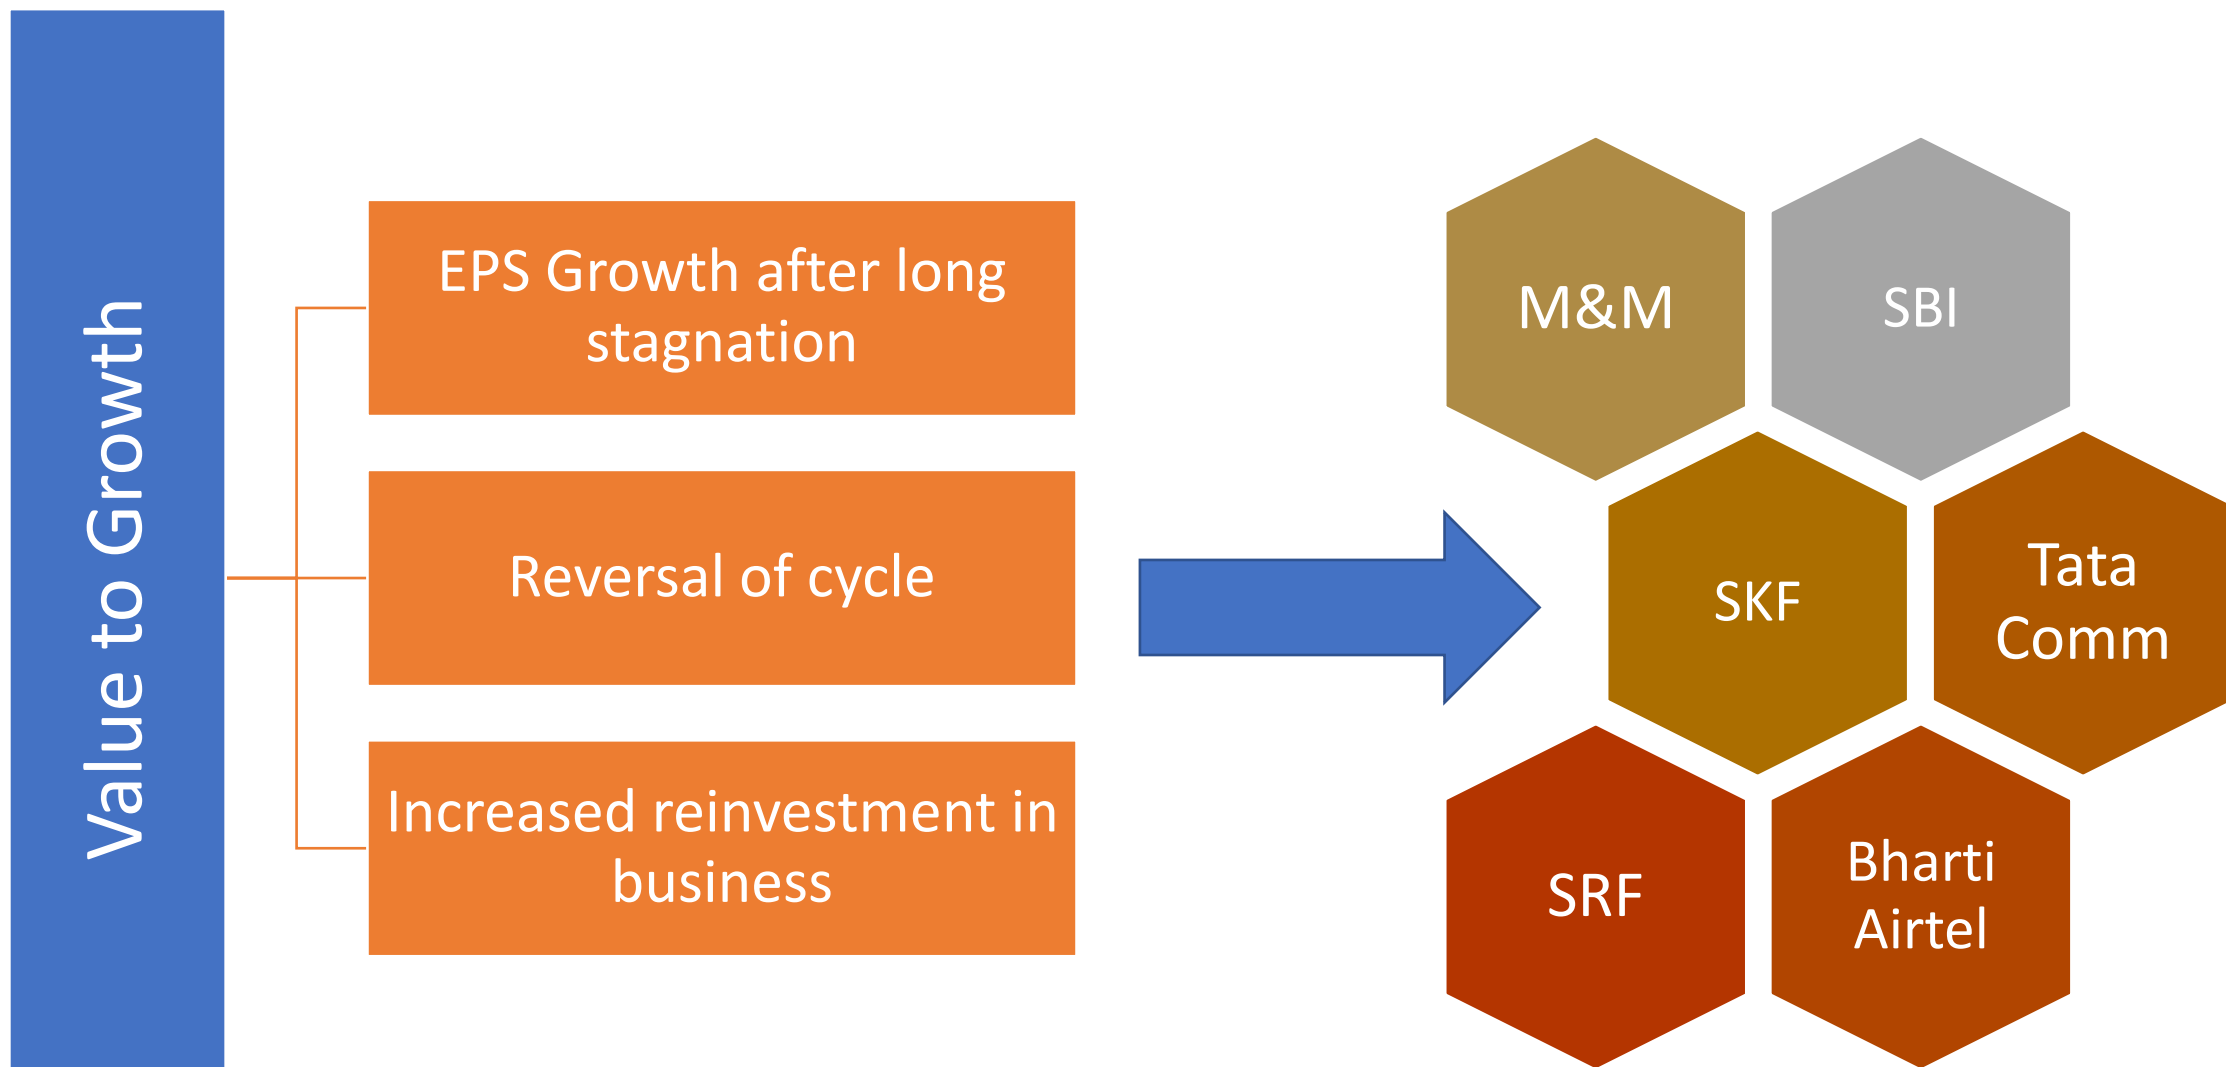 Value to Growth
EPS Growth after long
stagnation
Reversal of cycle
Increased reinvestment in
business
M&M
SBI
SKF
Tata
Comm
SRF
Bharti
Airtel